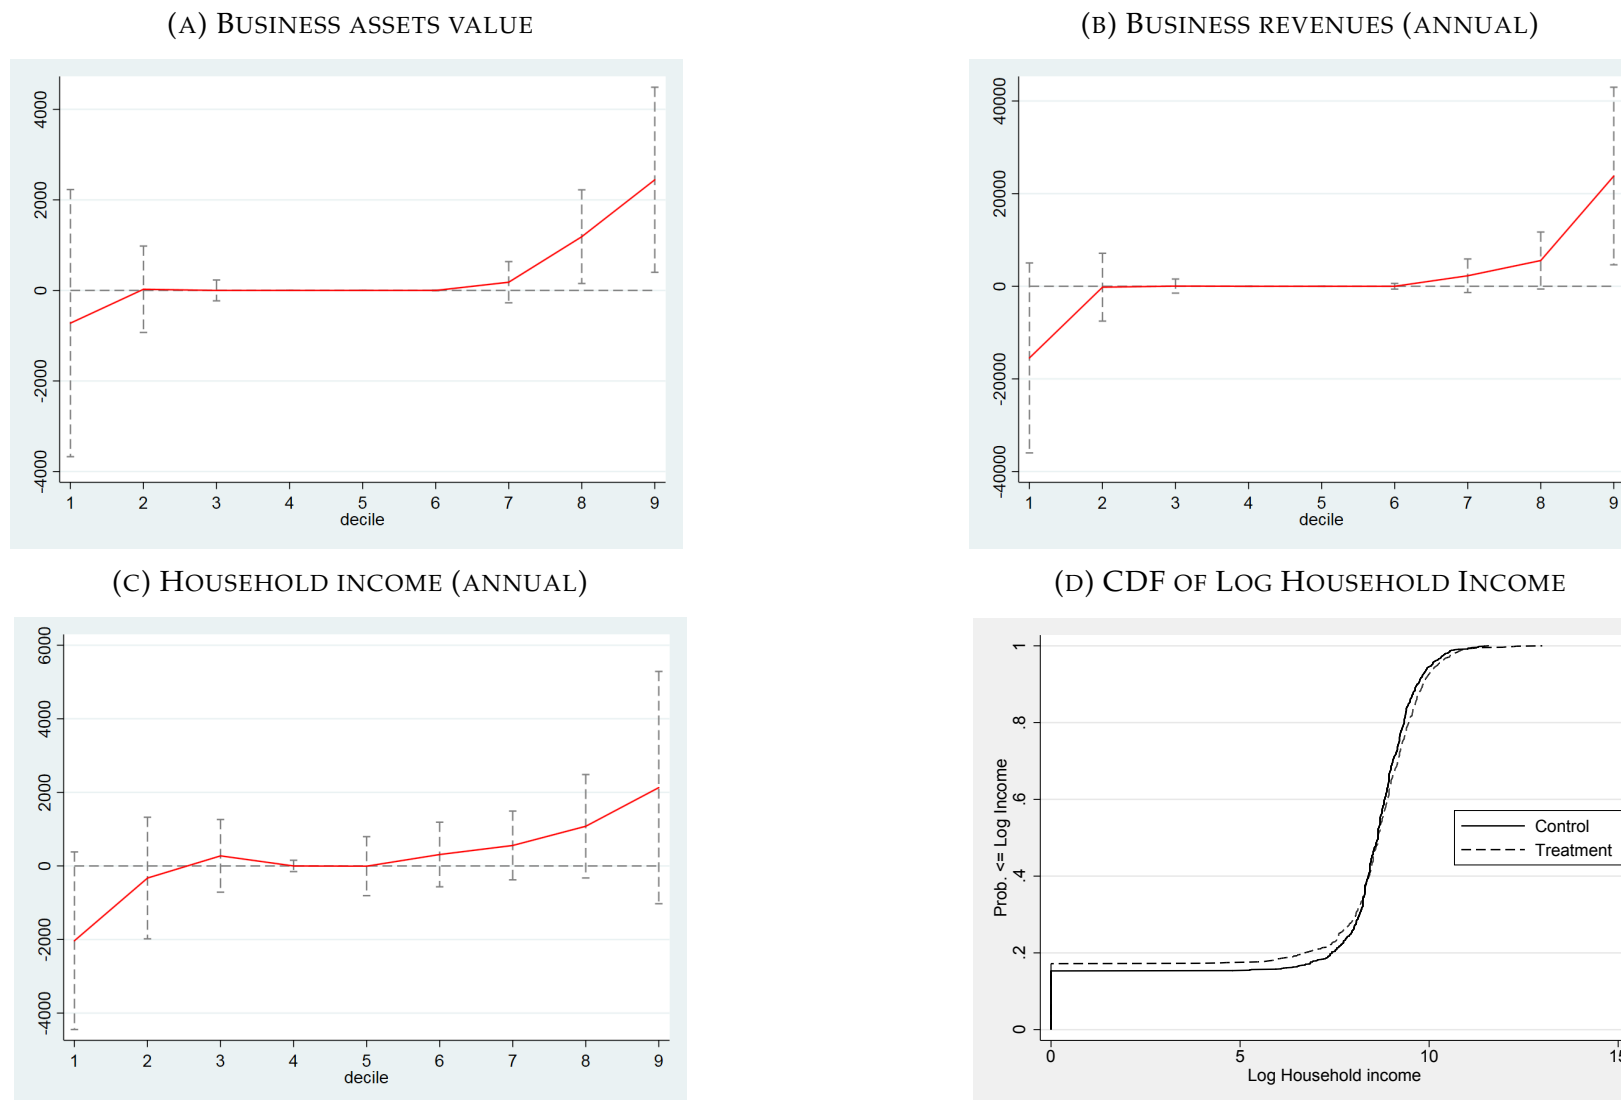 (A) BUSINESS ASSETS VALUE
4000
2000
0
-2000
-4000
1 2 3 4 5 6 7 8 9
decile
(B) BUSINESS REVENUES (ANNUAL)
40000
20000
0
-20000
-40000
1 2 3 4 5 6 7 8 9
decile
(C) HOUSEHOLD INCOME (ANNUAL)
6000
4000
2000
0
-2000
-4000
1 2 3 4 5 6 7 8 9
decile
(D) CDF OF LOG HOUSEHOLD INCOME
Prob. <= Log Income
1
.8
.6
.4
.2
0
Control
Treatment
0 5 10 15
Log Household income